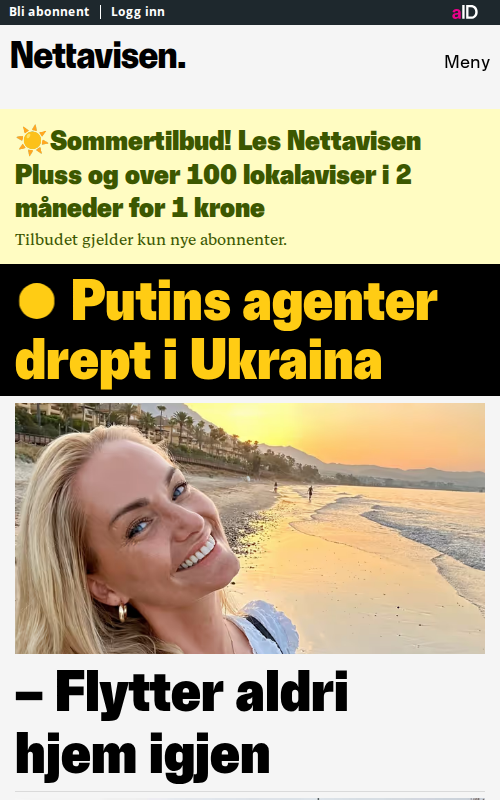 Bli abonnent
Logg inn
aID
Nettavisen.
Meny
☀️Sommertilbud! Les Nettavisen
Pluss og over 100 lokalaviser i 2
måneder for 1 krone
Tilbudet gjelder kun nye abonnenter.
Putins agenter
drept i Ukraina
– Flytter aldri
hjem igjen